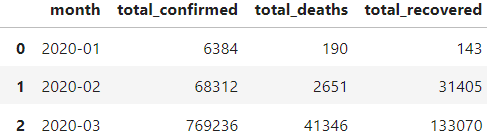 month total_confirmed total_deaths total_recovered
0 2020-01 6384 190 143
1 2020-02 68312 2651 31405
2 2020-03 769236 41346 133070